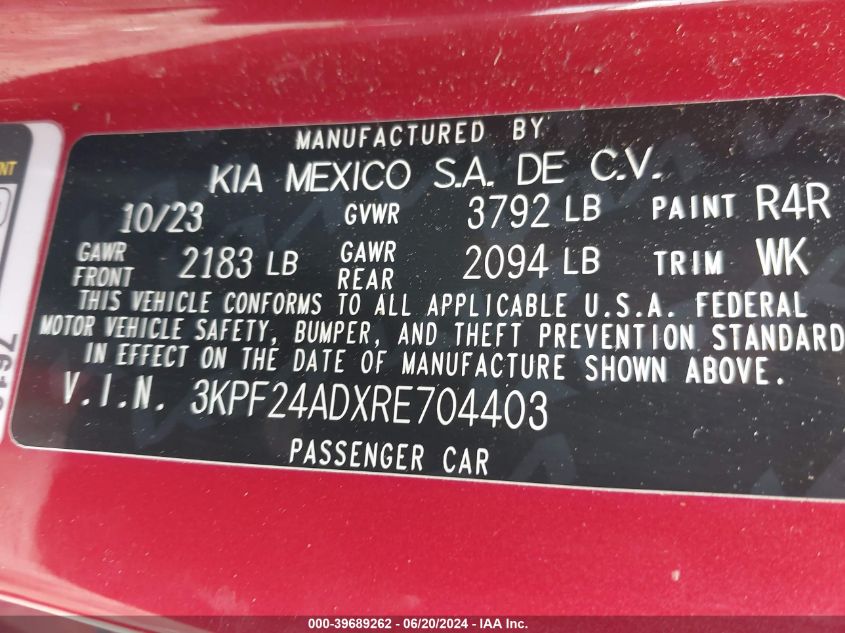 MANUFACTURED BY
KIA MEXICO S.A. DE C.V.
10/23 GVWR 3792 LB PAINT R4R
GAWR FRONT 2183 LB GAWR REAR 2094 LB TRIM WK
THIS VEHICLE CONFORMS TO ALL APPLICABLE U.S.A. FEDERAL
MOTOR VEHICLE SAFETY, BUMPER, AND THEFT PREVENTION STANDARD
IN EFFECT ON THE DATE OF MANUFACTURE SHOWN ABOVE.
V.I.N. 3KPF24ADXRE704403
PASSENGER CAR
000-39689262 - 06/20/2024 - IAA Inc.